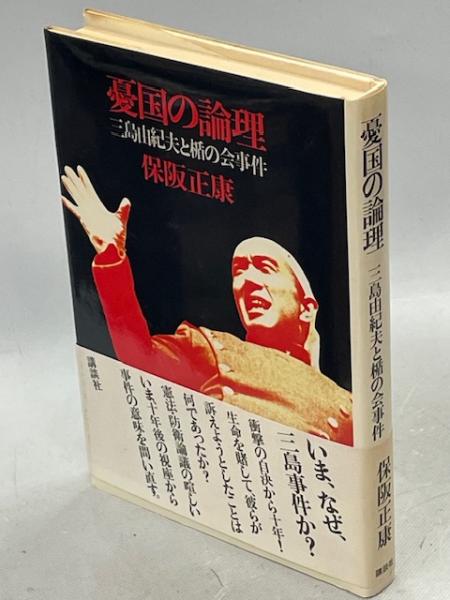 憂国の論理
三島由紀夫と楯の会事件
保阪正康
講談社
いま、なぜ、
三島事件か?
衝撃の自決から十年!
生命を賭して、彼らが
訴えようとしたことは
何であったか?
憲法・防衛論議の喧しい
いま、十年後の視座から
事件の意味を問い直す。
憂国の論理
三島由紀夫と楯の会事件
保阪正康
講談社